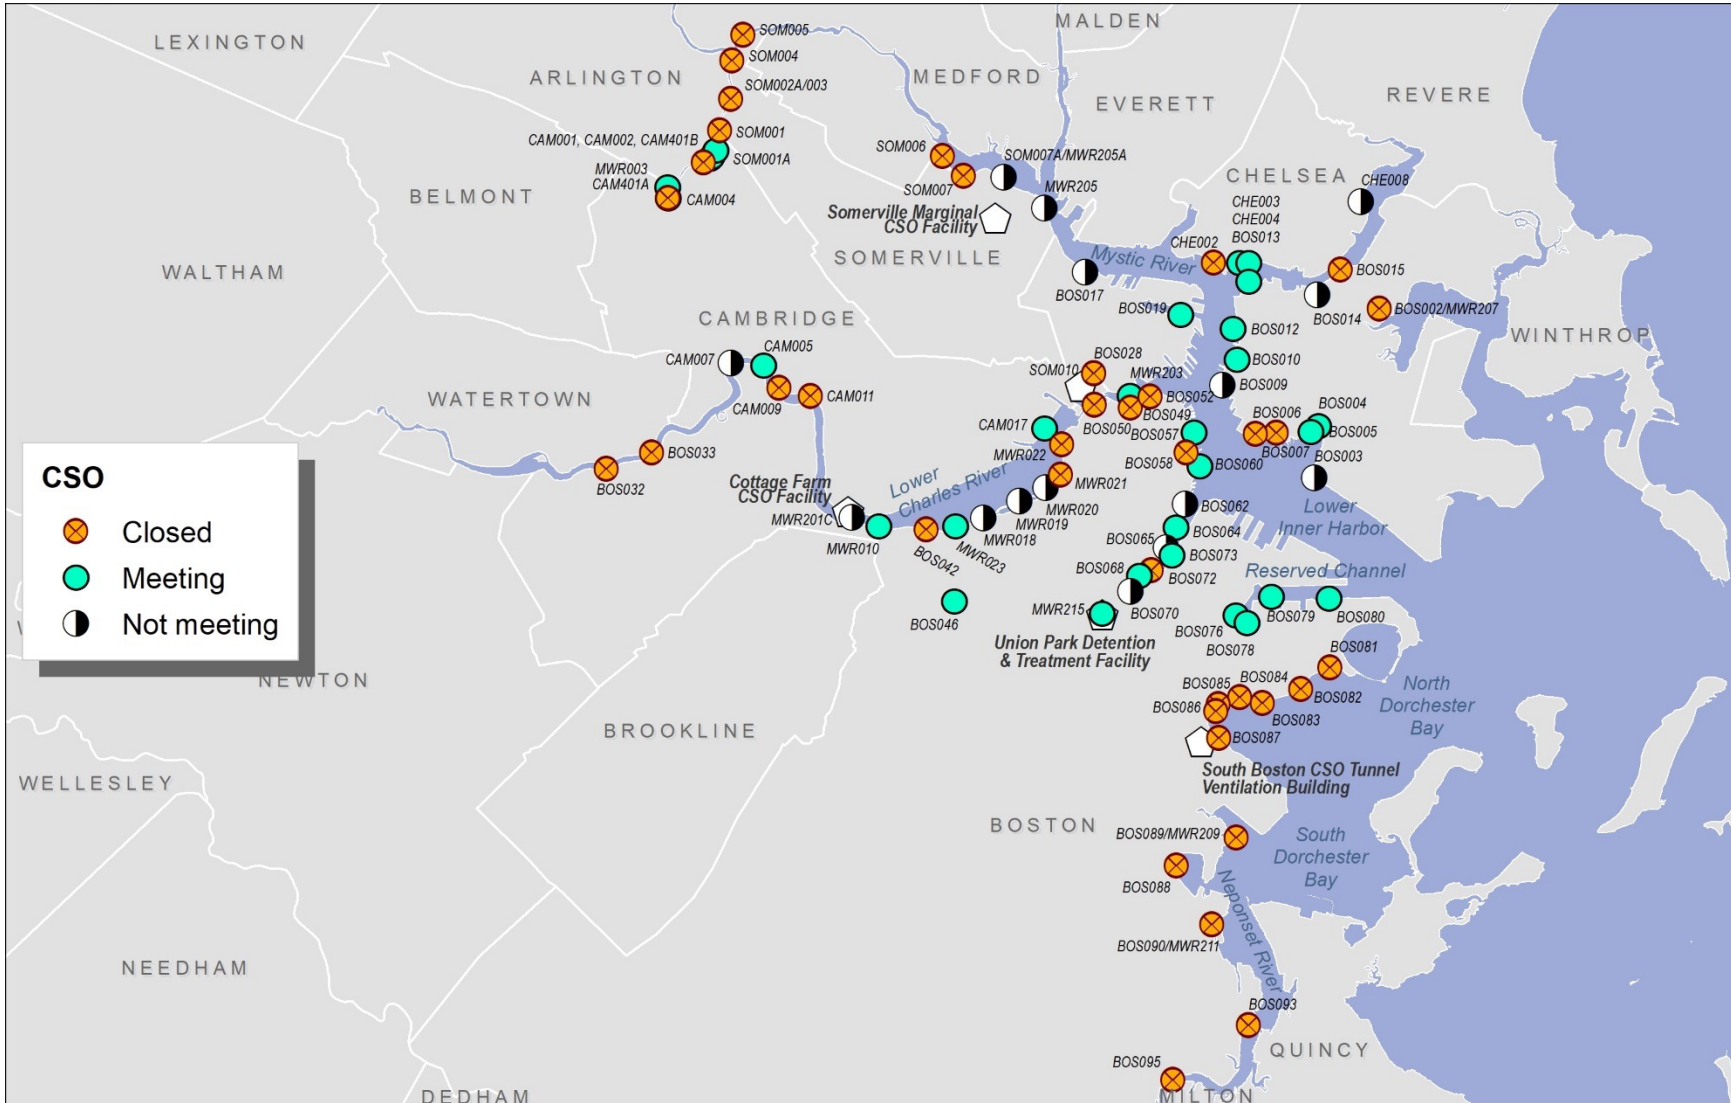 MALDEN
LEXINGTON
SOM005
SOM004
ARLINGTON
MEDFORD
REVERE
EVERETT
SOM002A/003
CAM001, CAM002, CAM401B
SOM001
SOM001A
MWR003
CAM401A
CAM004
BELMONT
SOM006
SOM007
SOM007A/MWR205A
MWR205
Somerville Marginal
CSO Facility
CHELSEA
CHE008
CHE003
CHE004
BOS013
CHE002
Mystic River
SOMERVILLE
WALTHAM
BOS017
BOS015
BOS014
BOS002/MWR207
BOS019
BOS012
WINTHROP
CAMBRIDGE
CAM005
CAM007
CAM009
CAM011
BOS028
SOM010
MWR203
BOS052
BOS049
BOS050
BOS010
BOS009
WATERTOWN
BOS033
BOS032
CAM017
MWR022
BOS057
BOS058
BOS060
BOS006
BOS007
BOS004
BOS005
BOS003
CSO
Closed
Meeting
Not meeting
Cottage Farm
CSO Facility
MWR201C
Lower
Charles River
MWR021
MWR020
MWR019
MWR018
MWR023
BOS042
MWR010
Lower
Inner Harbor
BOS062
BOS064
BOS065
BOS073
BOS068
BOS072
BOS070
Reserved Channel
BOS046
MWR215
Union Park Detention
& Treatment Facility
BOS076
BOS078
BOS079
BOS080
BOS081
NEWTON
BROOKLINE
BOS085
BOS084
BOS086
BOS082
BOS083
BOS087
North
Dorchester
Bay
South Boston CSO Tunnel
Ventilation Building
WELLESLEY
BOSTON
BOS089/MWR209
BOS088
South
Dorchester
Bay
Neponset River
BOS090/MWR211
NEEDHAM
BOS093
QUINCY
BOS095
MILTON
DEDHAM